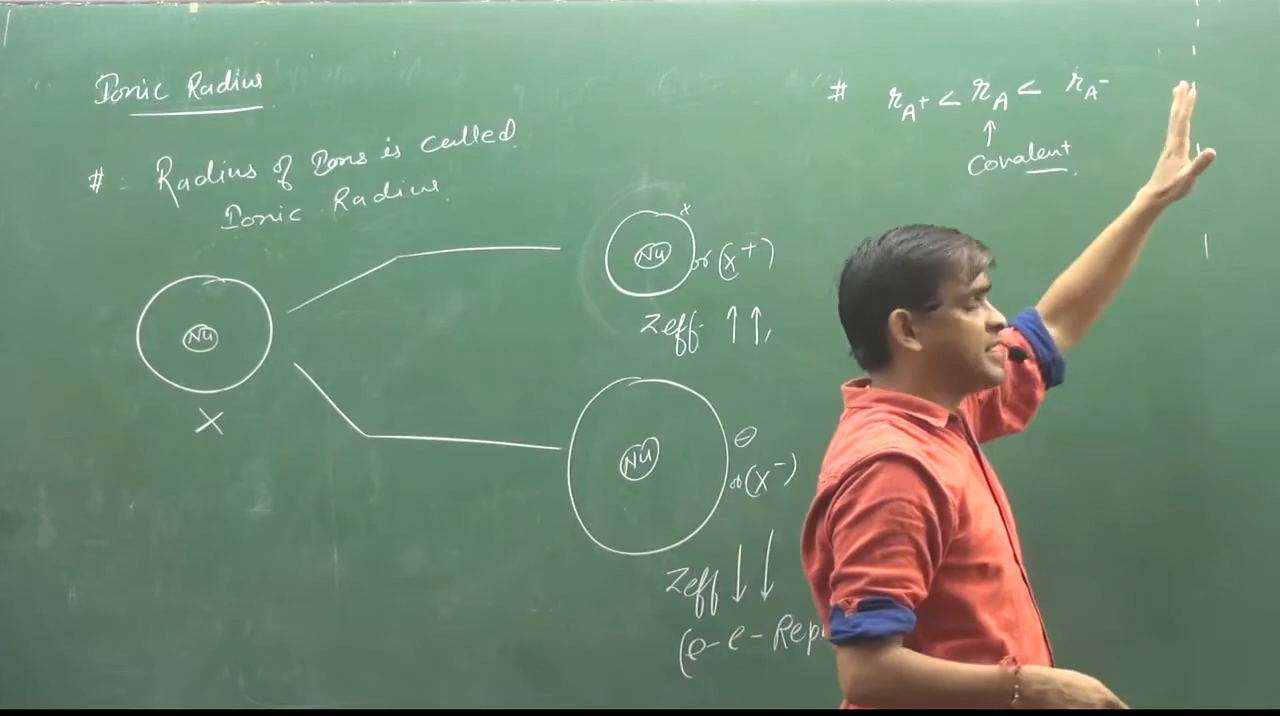 Ionic Radius
# : Radius of Ions is called
Ionic Radius.
# r_A+ < r_A < r_A-
↑
Covalent
Nu
X
Nu
+
or (X+)
Zeff ↑↑,
Nu
⊖
or (X-)
Zeff ↓↓
(e-e-Rep